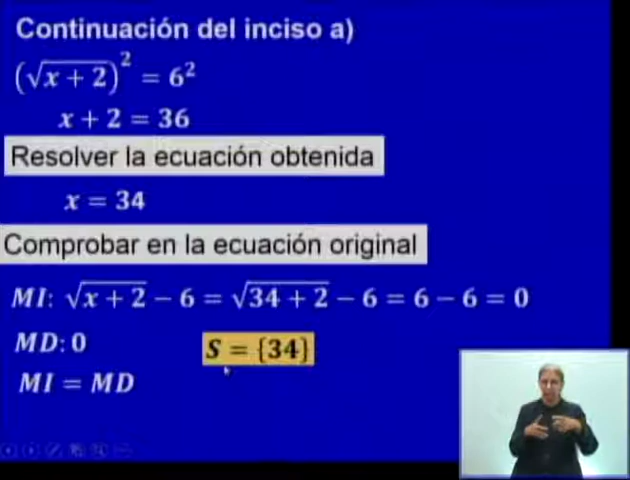 Continuación del inciso a)
(√x + 2)² = 6²
x + 2 = 36
Resolver la ecuación obtenida
x = 34
Comprobar en la ecuación original
MI: √x + 2 − 6 = √34 + 2 − 6 = 6 − 6 = 0
MD: 0
S = {34}
MI = MD